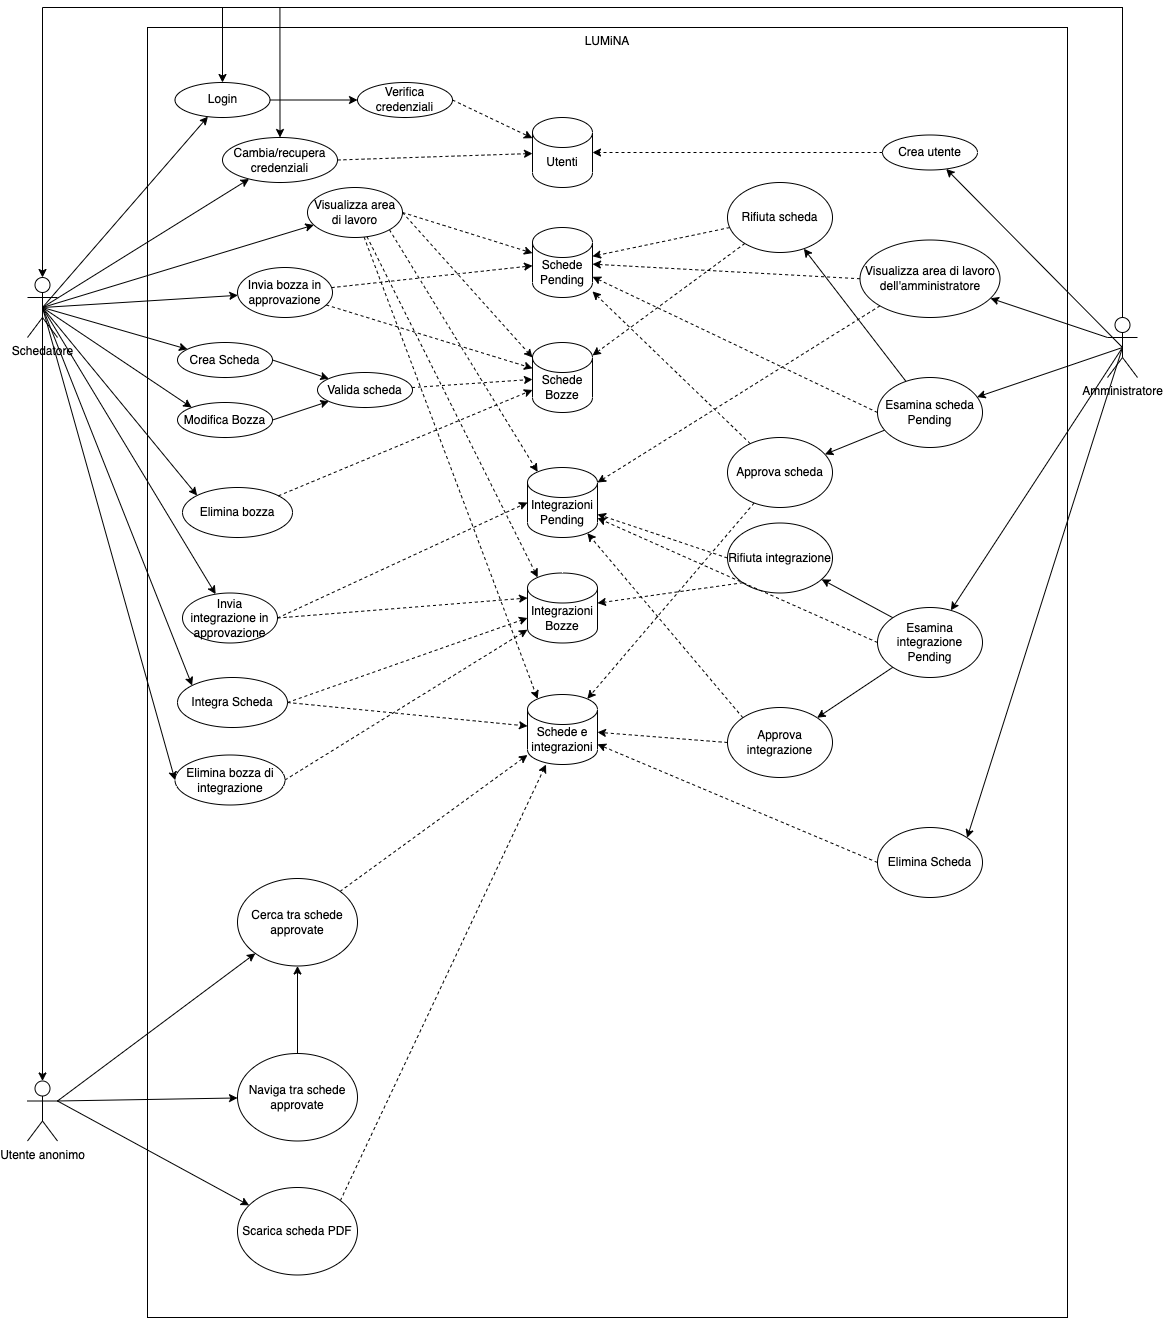 LUMiNA
Login
Verifica
credenziali
Cambia/recupera
credenziali
Utenti
Crea utente
Visualizza area
di lavoro
Rifiuta scheda
Schede
Pending
Visualizza area di lavoro
dell'amministratore
Invia bozza in
approvazione
Schedatore
Crea Scheda
Valida scheda
Modifica Bozza
Schede
Bozze
Amministratore
Esamina scheda
Pending
Approva scheda
Elimina bozza
Integrazioni
Pending
Rifiuta integrazione
Invia
integrazione in
approvazione
Integrazioni
Bozze
Esamina
integrazione
Pending
Integra Scheda
Schede e
integrazioni
Approva
integrazione
Elimina bozza di
integrazione
Elimina Scheda
Cerca tra schede
approvate
Naviga tra schede
approvate
Utente anonimo
Scarica scheda PDF